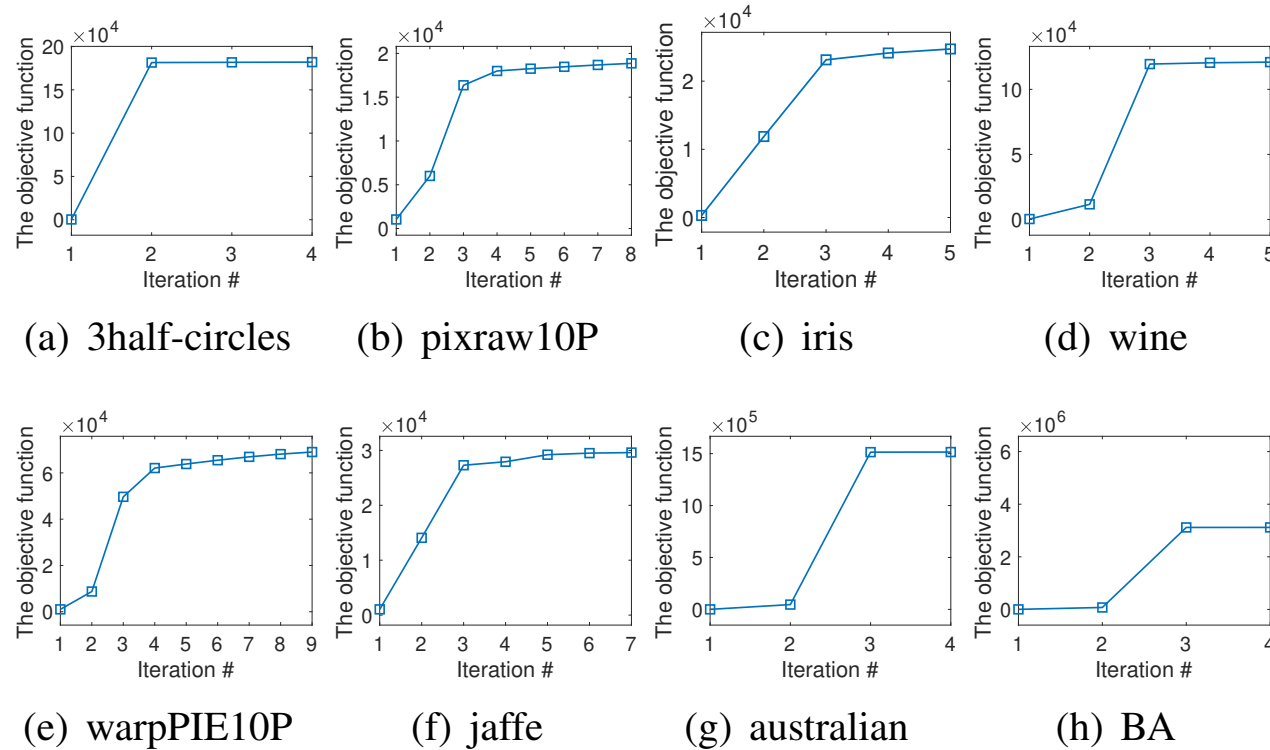 ×10^4
The objective function
20
15
10
5
0
1 2 3 4
Iteration #
(a) 3half-circles
×10^4
The objective function
2
1.5
1
0.5
0
1 2 3 4 5 6 7 8
Iteration #
(b) pixraw10P
×10^4
The objective function
2
1
0
1 2 3 4 5
Iteration #
(c) iris
×10^4
The objective function
10
5
0
1 2 3 4 5
Iteration #
(d) wine
×10^4
The objective function
6
4
2
0
1 2 3 4 5 6 7 8 9
Iteration #
(e) warpPIE10P
×10^4
The objective function
3
2
1
0
1 2 3 4 5 6 7
Iteration #
(f) jaffe
×10^5
The objective function
15
10
5
0
1 2 3 4
Iteration #
(g) australian
×10^6
The objective function
6
4
2
0
1 2 3 4
Iteration #
(h) BA